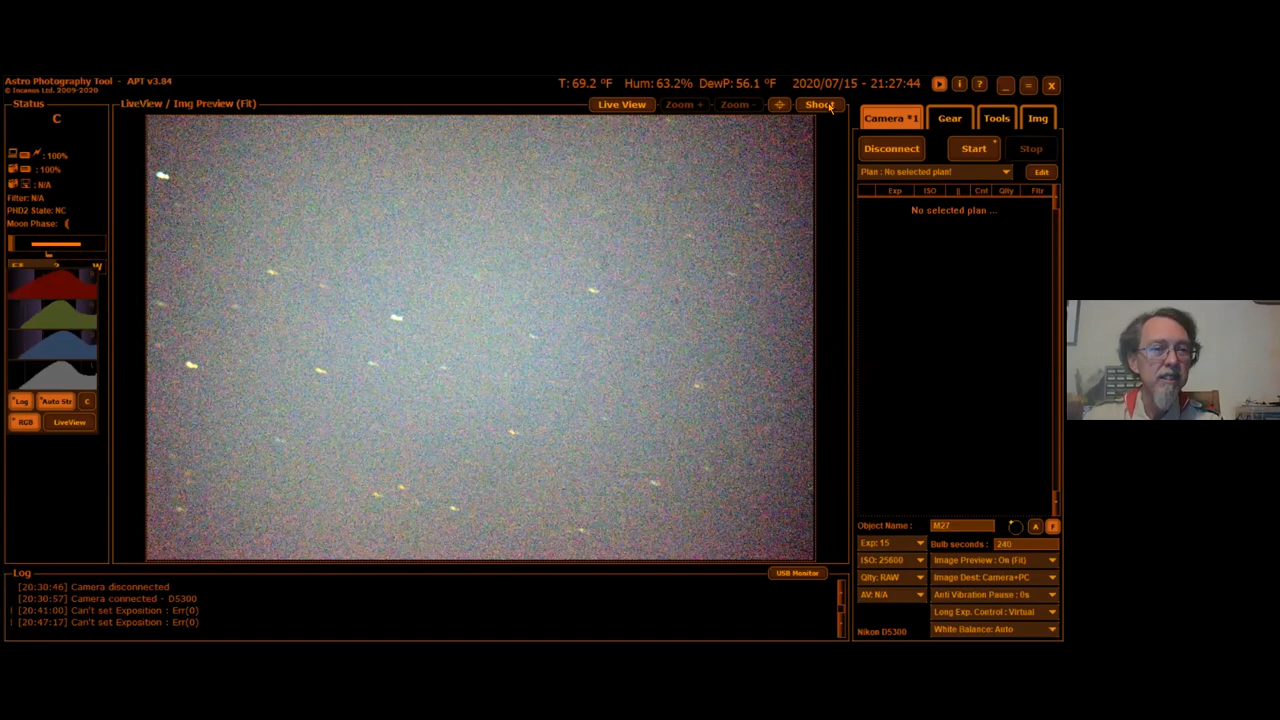 Astro Photography Tool - APT v3.84
© Incanus Ltd. 2009-2020
T: 69.2 °F Hum: 63.2% DewP: 56.1 °F 2020/07/15 - 21:27:44
i ? _ = x
Status
LiveView / Img Preview (Fit)
Live View Zoom + Zoom - Shoot
C
: 100%
: 100%
: N/A
Filter: N/A
PHD2 State: NC
Moon Phase:
W
Log Auto Str C
RGB LiveView
Camera *1 Gear Tools Img
Disconnect Start Stop
Plan : No selected plan! Edit
Exp ISO || Cnt Qlty Fltr
No selected plan ...
Object Name : M27 A F
Exp: 15 Bulb seconds : 240
ISO: 25600 Image Preview : On (Fit)
Qlty: RAW Image Dest: Camera+PC
AV: N/A Anti Vibration Pause : 0s
Long Exp. Control : Virtual
Nikon D5300 White Balance: Auto
Log USB Monitor
[20:30:46] Camera disconnected
[20:30:57] Camera connected - D5300
[20:41:00] Can't set Exposition : Err(0)
[20:47:17] Can't set Exposition : Err(0)